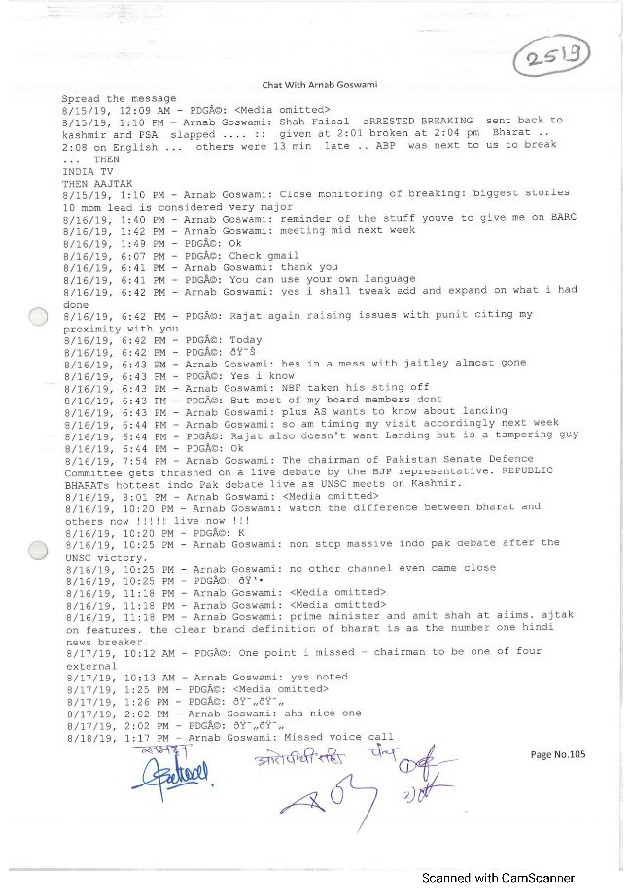 2519
Chat With Arnab Goswami
Spread the message
8/15/19, 12:09 AM - PDGÂ©: <Media omitted>
8/15/19, 1:10 PM - Arnab Goswami: Shah Faisal ARRESTED BREAKING sent back to
kashmir and PSA slapped .... :: given at 2:01 broken at 2:04 pm Bharat ..
2:08 on English ... others were 13 min late .. ABP was next to us to break
... THEN
INDIA TV
THEN AAJTAK
8/15/19, 1:10 PM - Arnab Goswami: Close monitoring of breaking: biggest stories
10 mom lead is considered very major
8/16/19, 1:40 PM - Arnab Goswami: reminder of the stuff youve to give me on BARC
8/16/19, 1:42 PM - Arnab Goswami: meeting mid next week
8/16/19, 1:49 PM - PDGÂ©: Ok
8/16/19, 6:07 PM - PDGÂ©: Check gmail
8/16/19, 6:41 PM - Arnab Goswami: thank you
8/16/19, 6:41 PM - PDGÂ©: You can use your own language
8/16/19, 6:42 PM - Arnab Goswami: yes i shall tweak add and expand on what i had
done
8/16/19, 6:42 PM - PDGÂ©: Rajat again raising issues with punit citing my
proximity with you
8/16/19, 6:42 PM - PDGÂ©: Today
8/16/19, 6:42 PM - PDGÂ©: ðŸ˜Š
8/16/19, 6:43 PM - Arnab Goswami: hes in a mess with jaitley almost gone
8/16/19, 6:43 PM - PDGÂ©: Yes i know
8/16/19, 6:43 PM - Arnab Goswami: NBF taken his sting off
8/16/19, 6:43 PM - PDGÂ©: But most of my board members dont
8/16/19, 6:43 PM - Arnab Goswami: plus AS wants to know about landing
8/16/19, 6:44 PM - Arnab Goswami: so am timing my visit accordingly next week
8/16/19, 6:44 PM - PDGÂ©: Rajat also doesn't want Landing but is a tampering guy
8/16/19, 6:44 PM - PDGÂ©: Ok
8/16/19, 7:54 PM - Arnab Goswami: The chairman of Pakistan Senate Defence
Committee gets thrashed on a live debate by the BJP representative. REPUBLIC
BHARATs hottest indo Pak debate live as UNSC meets on Kashmir.
8/16/19, 8:01 PM - Arnab Goswami: <Media omitted>
8/16/19, 10:20 PM - Arnab Goswami: watch the difference between bharat and
others now !!!!! live now !!!
8/16/19, 10:20 PM - PDGÂ©: K
8/16/19, 10:25 PM - Arnab Goswami: non stop massive indo pak debate after the
UNSC victory.
8/16/19, 10:25 PM - Arnab Goswami: no other channel even came close
8/16/19, 10:25 PM - PDGÂ©: ðŸ‘•
8/16/19, 11:18 PM - Arnab Goswami: <Media omitted>
8/16/19, 11:18 PM - Arnab Goswami: <Media omitted>
8/16/19, 11:18 PM - Arnab Goswami: prime minister and amit shah at aiims. ajtak
on features. the clear brand definition of bharat is as the number one hindi
news breaker
8/17/19, 10:12 AM - PDGÂ©: One point i missed - chairman to be one of four
external
8/17/19, 10:13 AM - Arnab Goswami: yes noted
8/17/19, 1:25 PM - PDGÂ©: <Media omitted>
8/17/19, 1:26 PM - PDGÂ©: ðŸ˜„ðŸ˜„
8/17/19, 2:02 PM - Arnab Goswami: aha nice one
8/17/19, 2:02 PM - PDGÂ©: ðŸ˜„ðŸ˜„
8/18/19, 1:17 PM - Arnab Goswami: Missed voice call
आरोपीची सही पंच
Page No.105
Scanned with CamScanner